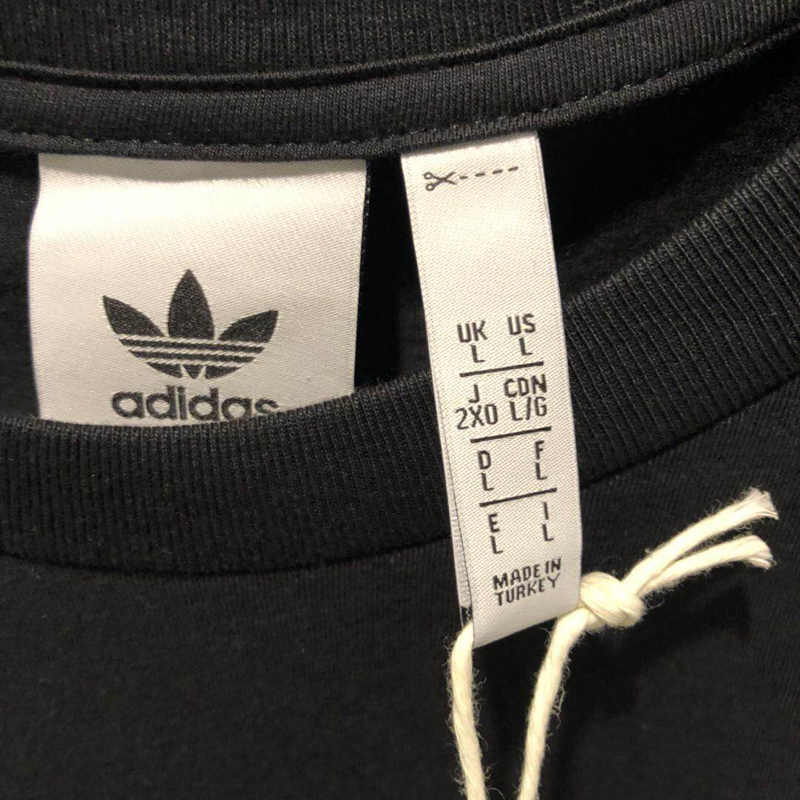 adidas
UK US
L L
J CDN
2XO L/G
D F
L L
E I
L L
MADE IN
TURKEY